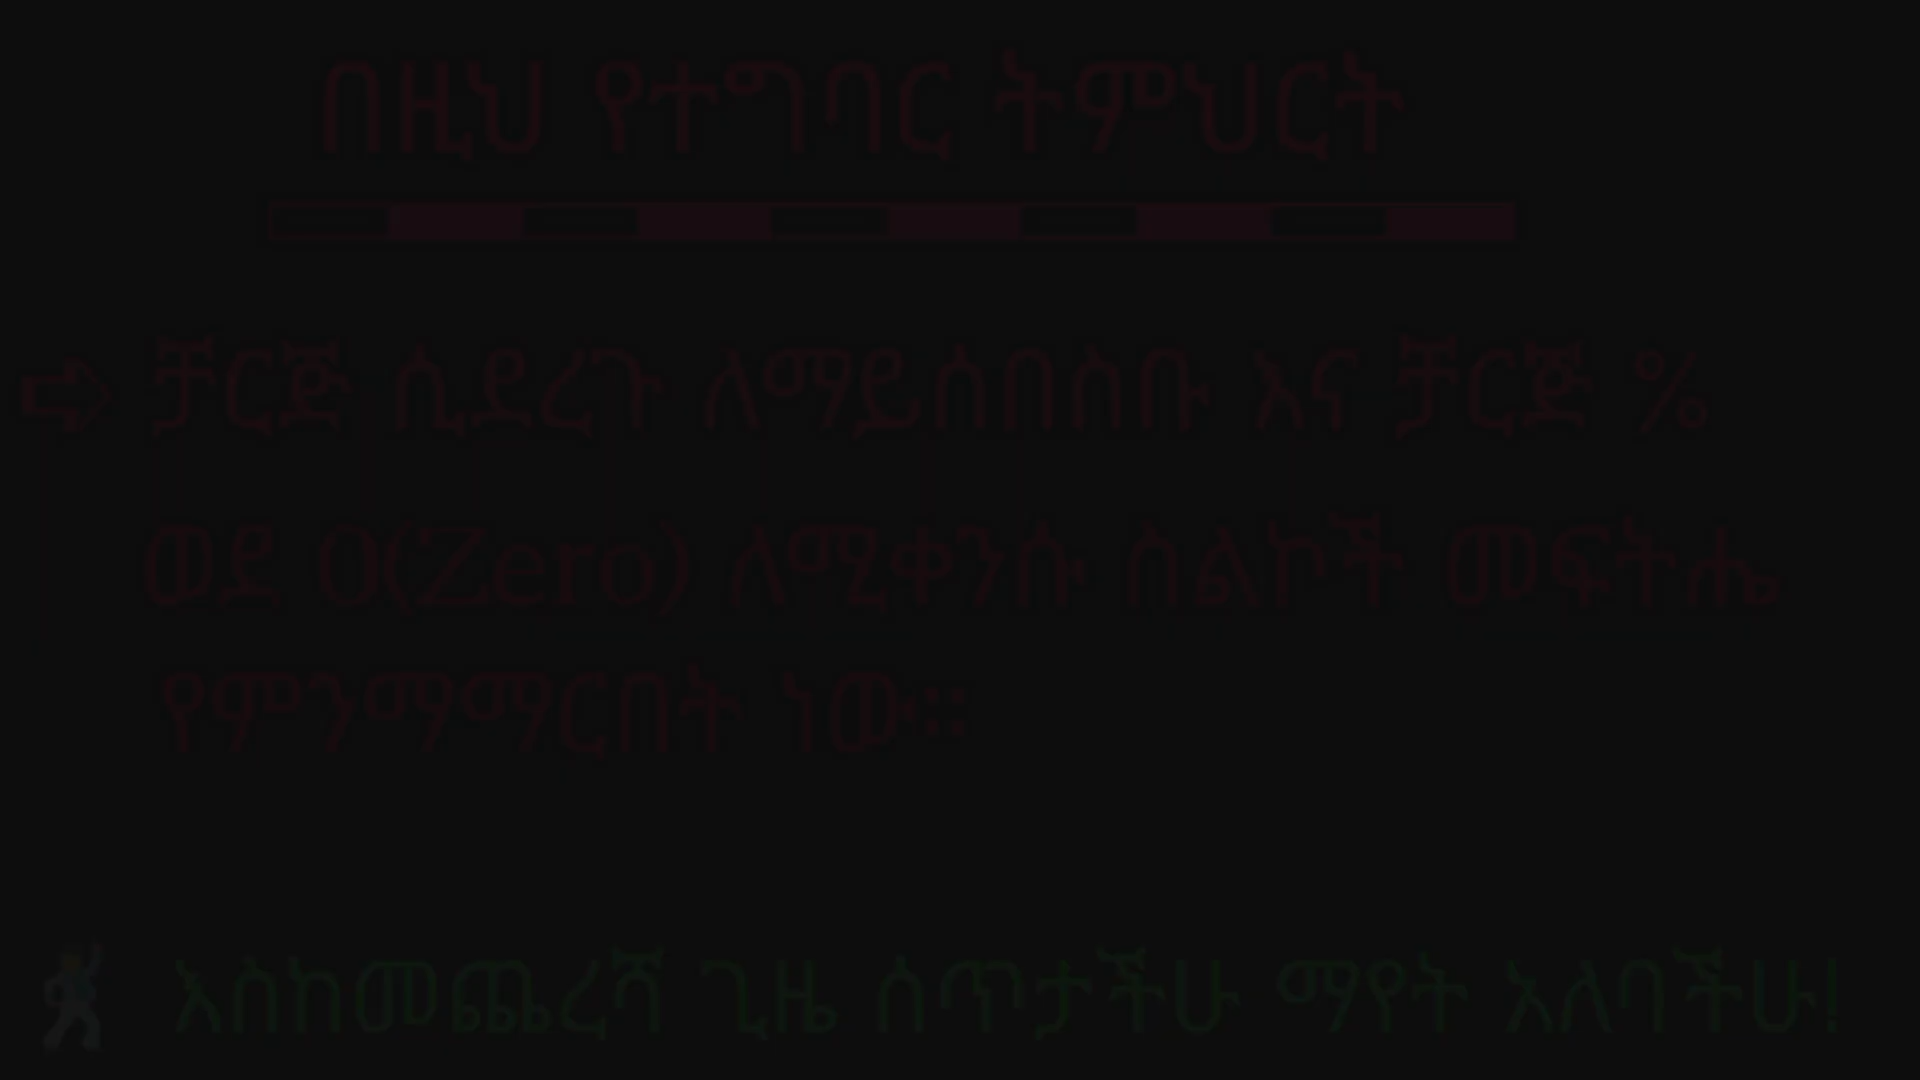 በዚህ የተግባር ትምህርት
➩ ቻርጅ ሲደረጉ ለማይሰበስቡ እና ቻርጅ %
ወደ 0(Zero) ለሚቀንሱ ስልኮች መፍትሔ
የምንማማርበት ነው።
እስከመጨረሻ ጊዜ ሰጥታችሁ ማየት አለባችሁ!